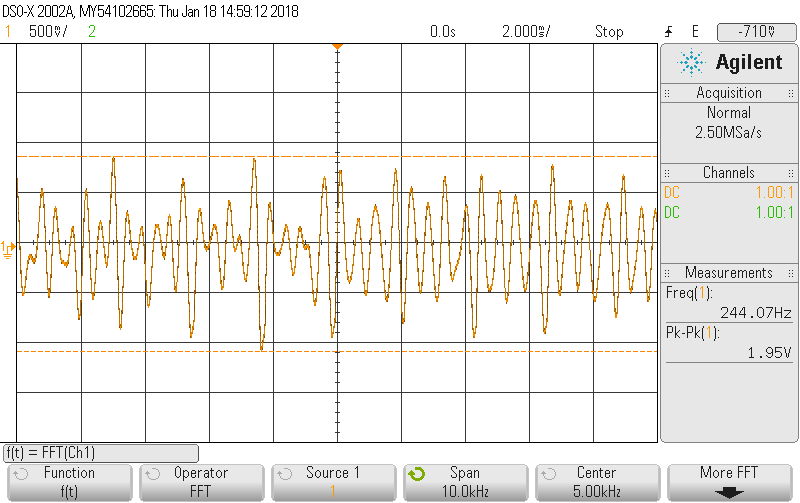 DSO-X 2002A, MY54102665: Thu Jan 18 14:59:12 2018
1 500mV/ 2 0.0s 2.000s/ Stop E -710mV
Agilent
Acquisition
Normal
2.50MSa/s
Channels
DC 1.00:1
DC 1.00:1
Measurements
Freq(1):
244.07Hz
Pk-Pk(1):
1.95V
1
f(t) = FFT(Ch1)
Function Operator Source 1 Span Center More FFT
f(t) FFT 1 10.0kHz 5.00kHz